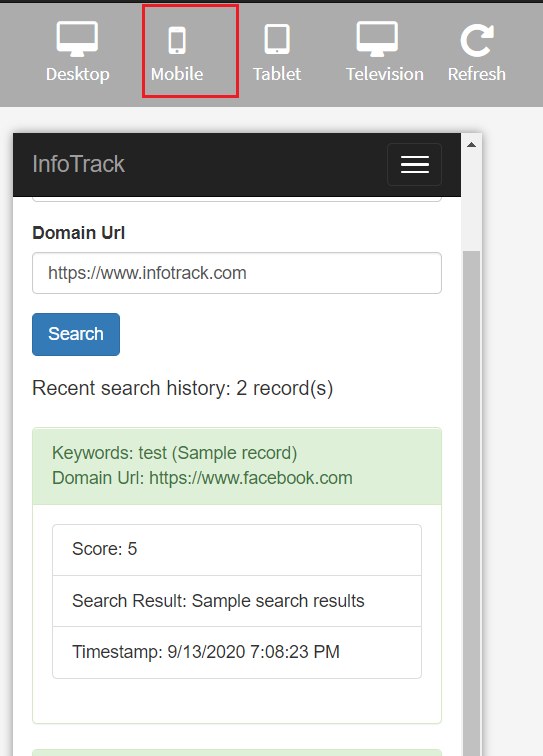 Desktop Mobile Tablet Television Refresh
InfoTrack
Domain Url
https://www.infotrack.com
Search
Recent search history: 2 record(s)
Keywords: test (Sample record)
Domain Url: https://www.facebook.com
Score: 5
Search Result: Sample search results
Timestamp: 9/13/2020 7:08:23 PM